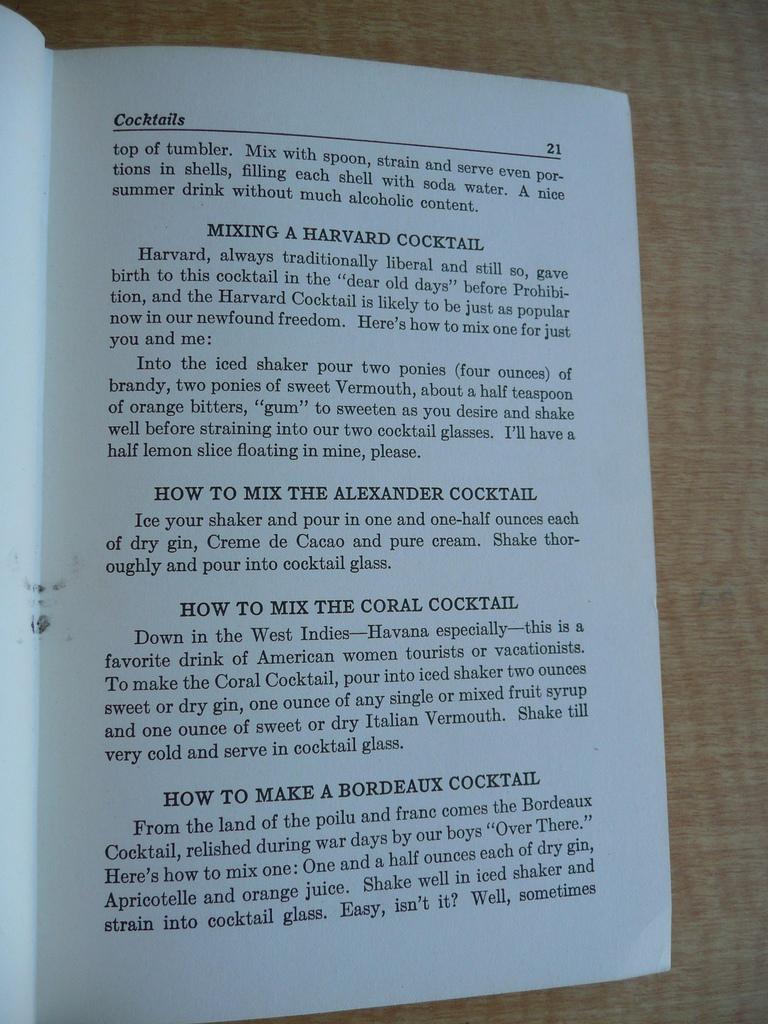 Cocktails 21
top of tumbler. Mix with spoon, strain and serve even por-
tions in shells, filling each shell with soda water. A nice
summer drink without much alcoholic content.
MIXING A HARVARD COCKTAIL
Harvard, always traditionally liberal and still so, gave
birth to this cocktail in the "dear old days" before Prohibi-
tion, and the Harvard Cocktail is likely to be just as popular
now in our newfound freedom. Here's how to mix one for just
you and me:
Into the iced shaker pour two ponies (four ounces) of
brandy, two ponies of sweet Vermouth, about a half teaspoon
of orange bitters, "gum" to sweeten as you desire and shake
well before straining into our two cocktail glasses. I'll have a
half lemon slice floating in mine, please.
HOW TO MIX THE ALEXANDER COCKTAIL
Ice your shaker and pour in one and one-half ounces each
of dry gin, Creme de Cacao and pure cream. Shake thor-
oughly and pour into cocktail glass.
HOW TO MIX THE CORAL COCKTAIL
Down in the West Indies—Havana especially—this is a
favorite drink of American women tourists or vacationists.
To make the Coral Cocktail, pour into iced shaker two ounces
sweet or dry gin, one ounce of any single or mixed fruit syrup
and one ounce of sweet or dry Italian Vermouth. Shake till
very cold and serve in cocktail glass.
HOW TO MAKE A BORDEAUX COCKTAIL
From the land of the poilu and franc comes the Bordeaux
Cocktail, relished during war days by our boys "Over There."
Here's how to mix one: One and a half ounces each of dry gin,
Apricotelle and orange juice. Shake well in iced shaker and
strain into cocktail glass. Easy, isn't it? Well, sometimes